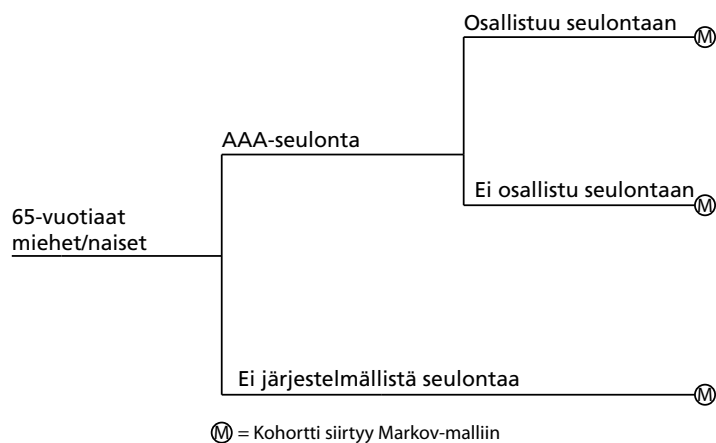 Osallistuu seulontaan
Ⓜ
AAA-seulonta
Ei osallistu seulontaan
Ⓜ
65-vuotiaat
miehet/naiset
Ei järjestelmällistä seulontaa
Ⓜ
Ⓜ = Kohortti siirtyy Markov-malliin